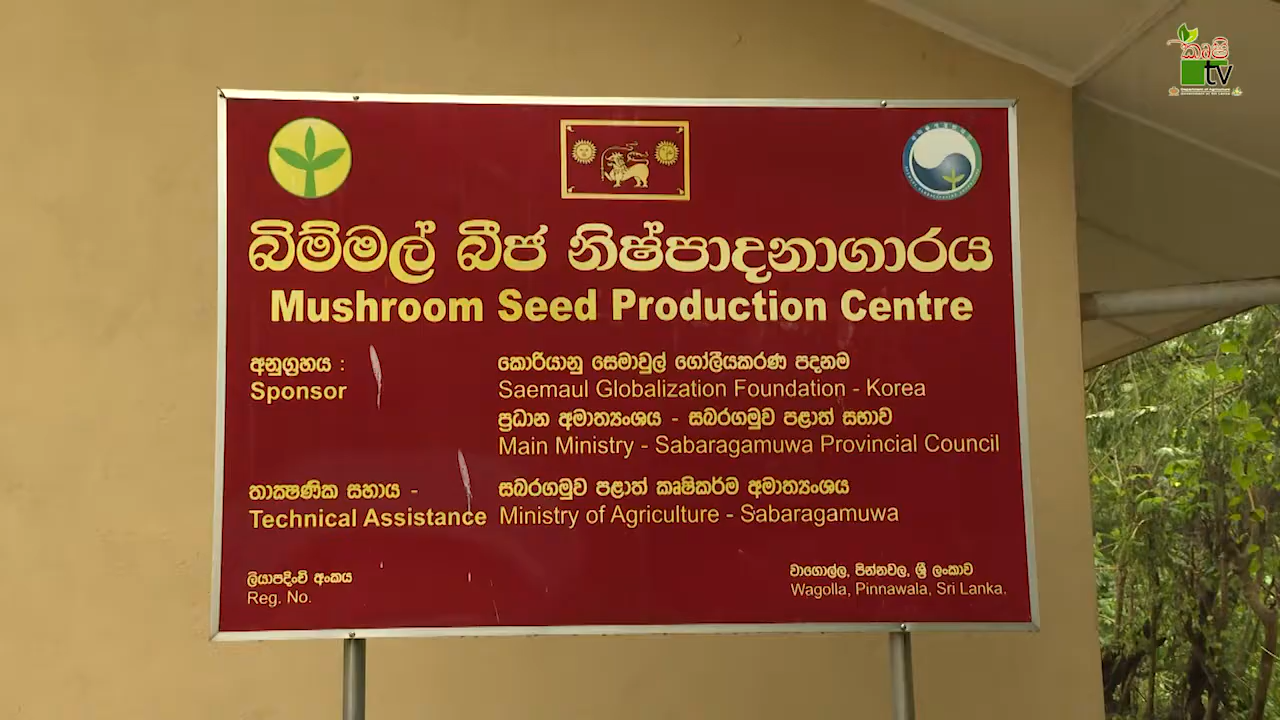 කෘෂි
tv
බිම්මල් බීජ නිෂ්පාදනාගාරය
Mushroom Seed Production Centre
අනුග්‍රහය : කොරියානු සෙමාවුල් ගෝලීයකරණ පදනම
Sponsor Saemaul Globalization Foundation - Korea
ප්‍රධාන අමාත්‍යංශය - සබරගමුව පළාත් සභාව
Main Ministry - Sabaragamuwa Provincial Council
තාක්‍ෂණික සහාය - සබරගමුව පළාත් කෘෂිකර්ම අමාත්‍යංශය
Technical Assistance Ministry of Agriculture - Sabaragamuwa
ලියාපදිංචි අංකය
Reg. No.
වාගොල්ල, පින්නවල, ශ්‍රී ලංකාව
Wagolla, Pinnawala, Sri Lanka.